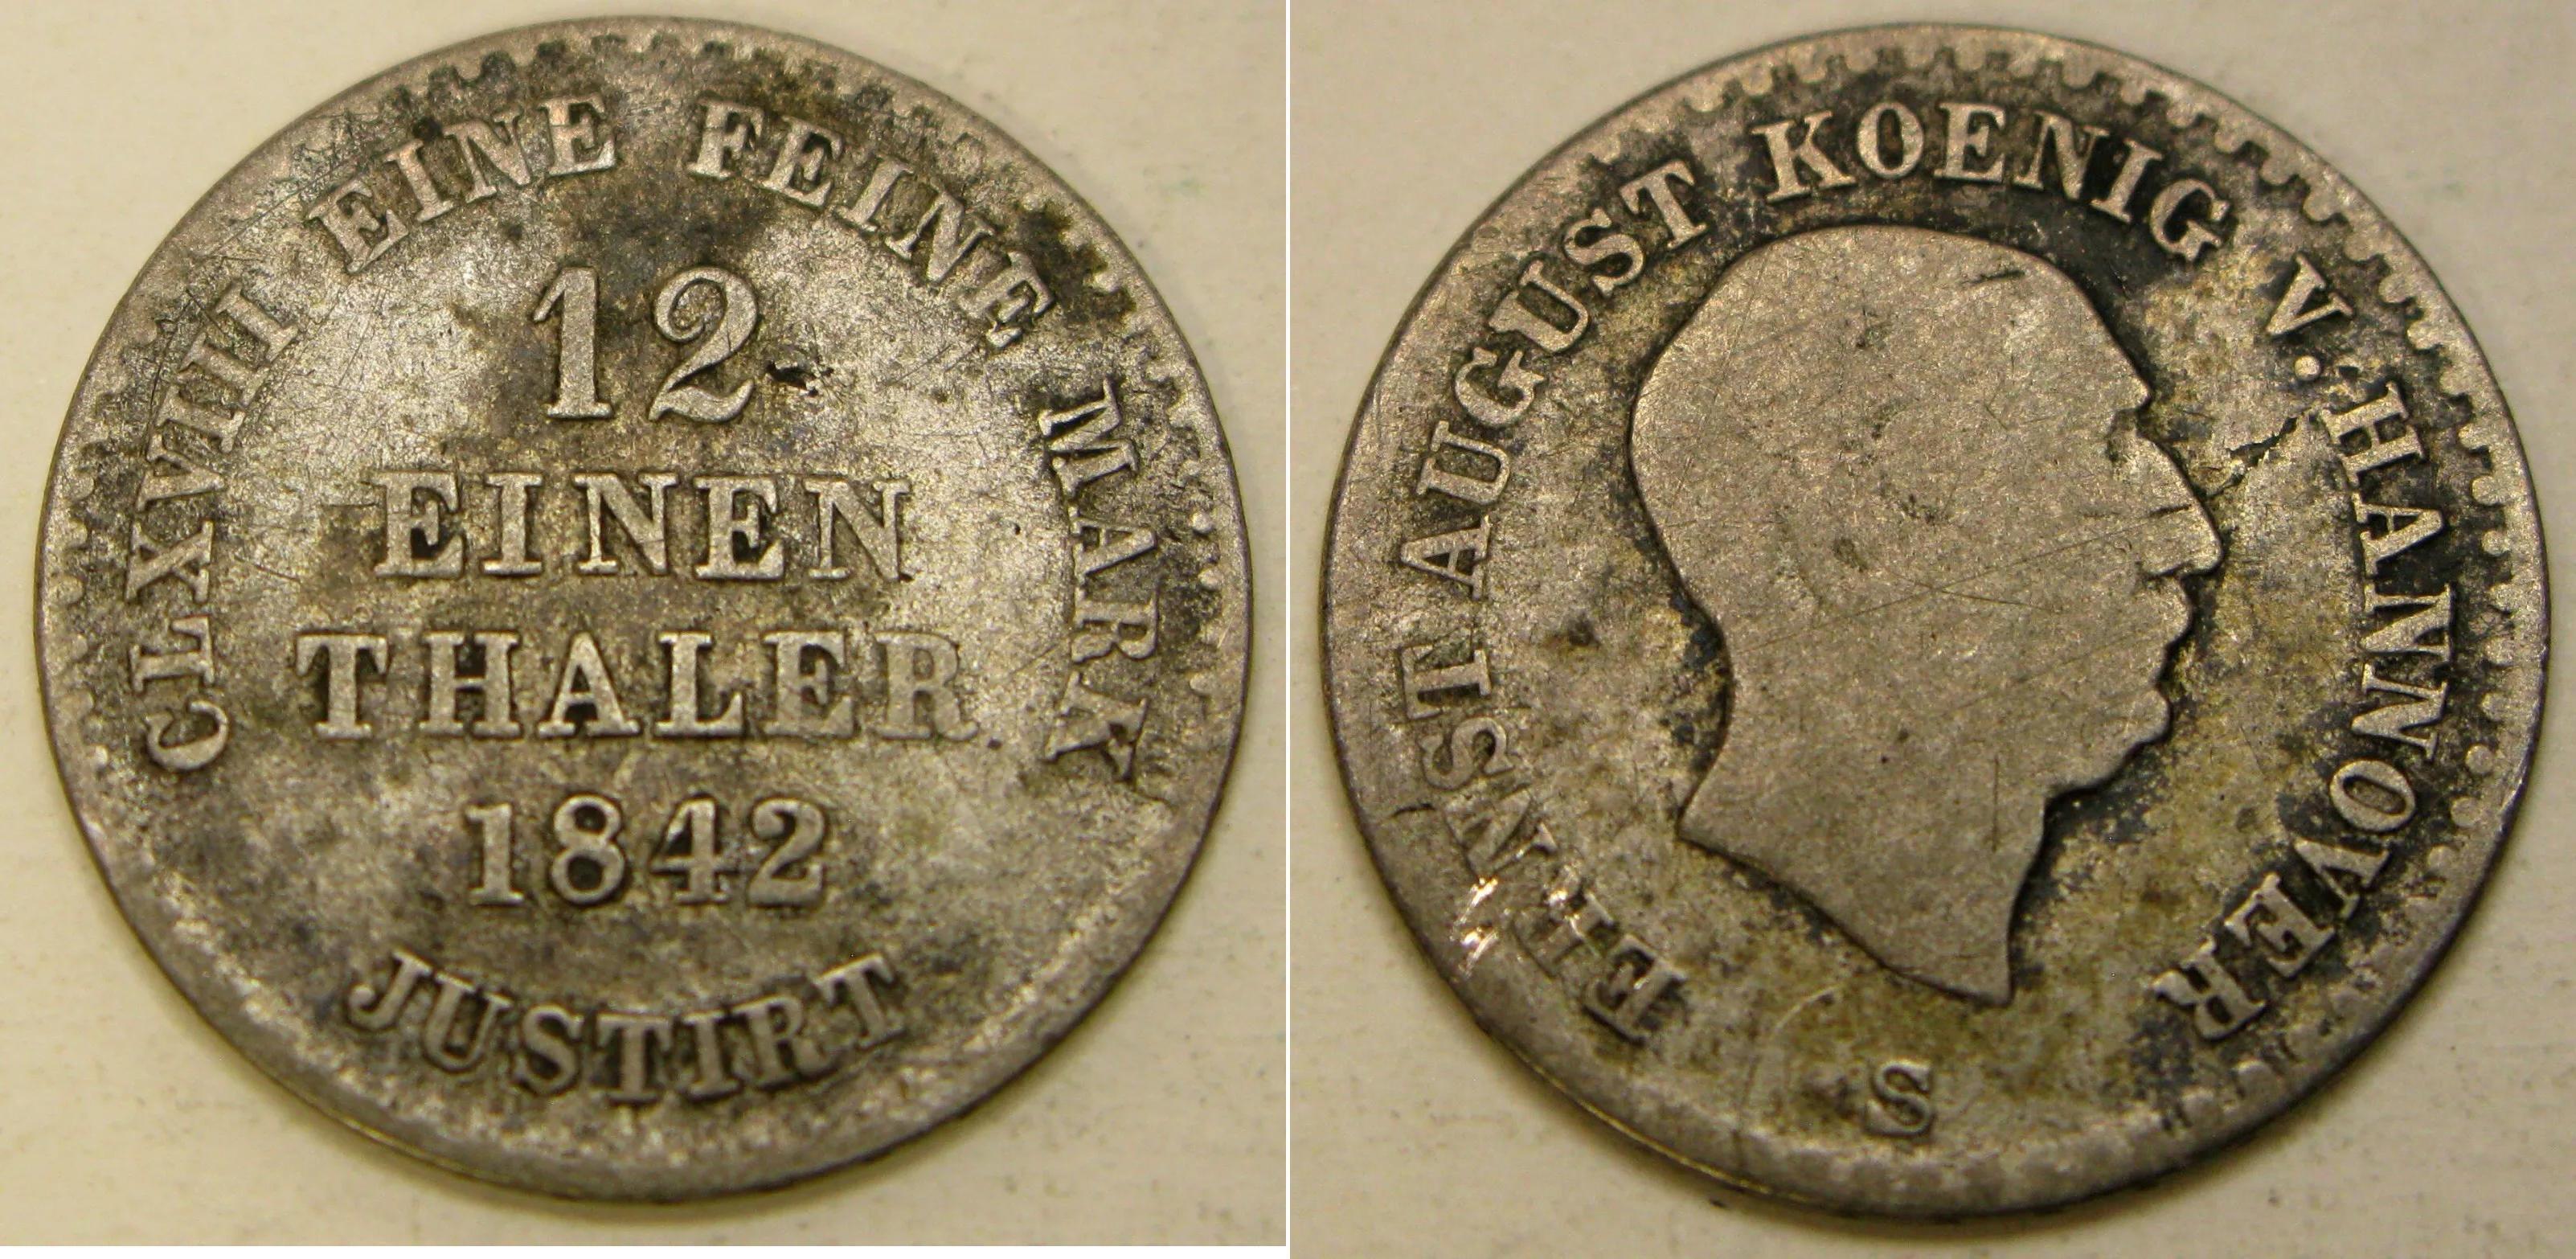 CLXVIII EINE FEINE MARK
12
EINEN
THALER
1842
JUSTIRT
ERNST AUGUST KOENIG V. HANNOVER
S